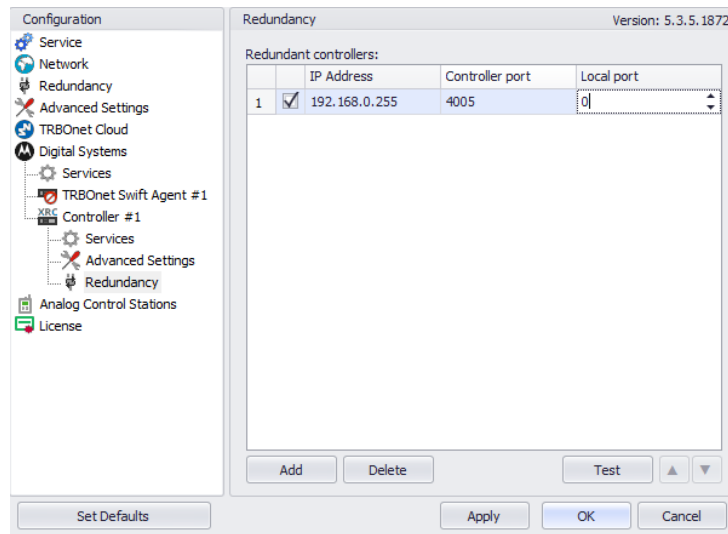 Configuration
Service
Network
Redundancy
Advanced Settings
TRBOnet Cloud
Digital Systems
Services
TRBOnet Swift Agent #1
XRC Controller #1
Services
Advanced Settings
Redundancy
Analog Control Stations
License
Set Defaults
Redundancy Version: 5.3.5.1872
Redundant controllers:
IP Address Controller port Local port
1 192.168.0.255 4005 0
Add Delete Test
Apply OK Cancel